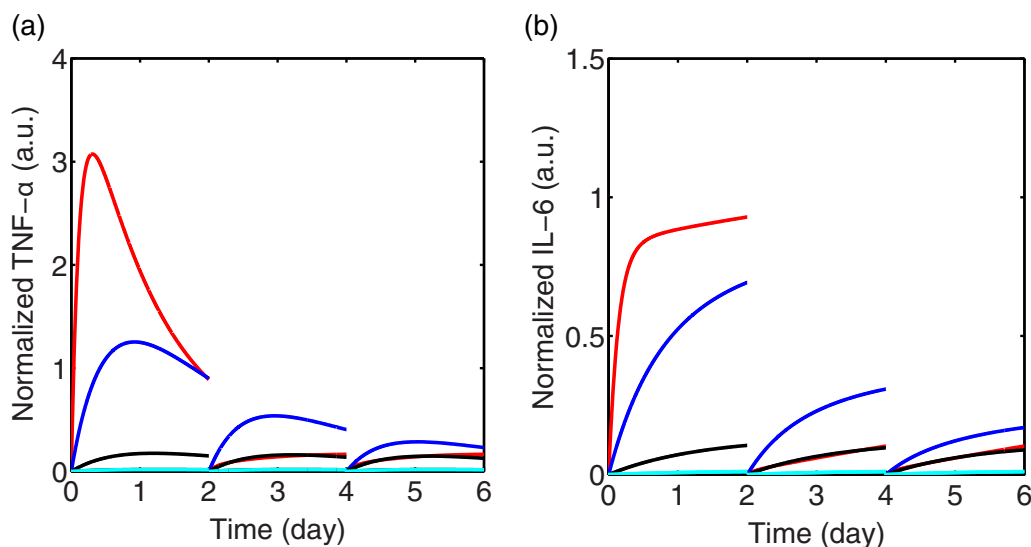 (a)
Normalized TNF−α (a.u.)
4
3
2
1
0
0 1 2 3 4 5 6
Time (day)
(b)
Normalized IL−6 (a.u.)
1.5
1
0.5
0
0 1 2 3 4 5 6
Time (day)